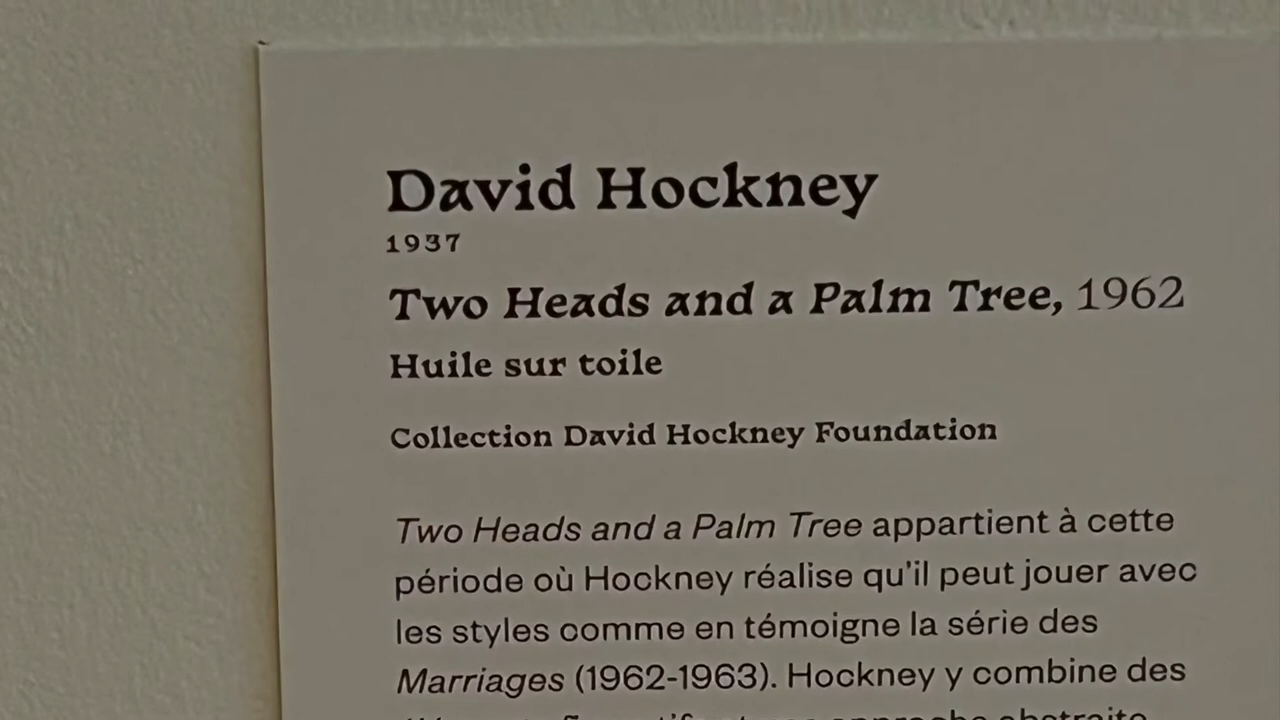 David Hockney
1937
Two Heads and a Palm Tree, 1962
Huile sur toile
Collection David Hockney Foundation
Two Heads and a Palm Tree appartient à cette
période où Hockney réalise qu'il peut jouer avec
les styles comme en témoigne la série des
Marriages (1962-1963). Hockney y combine des
approche abstraite